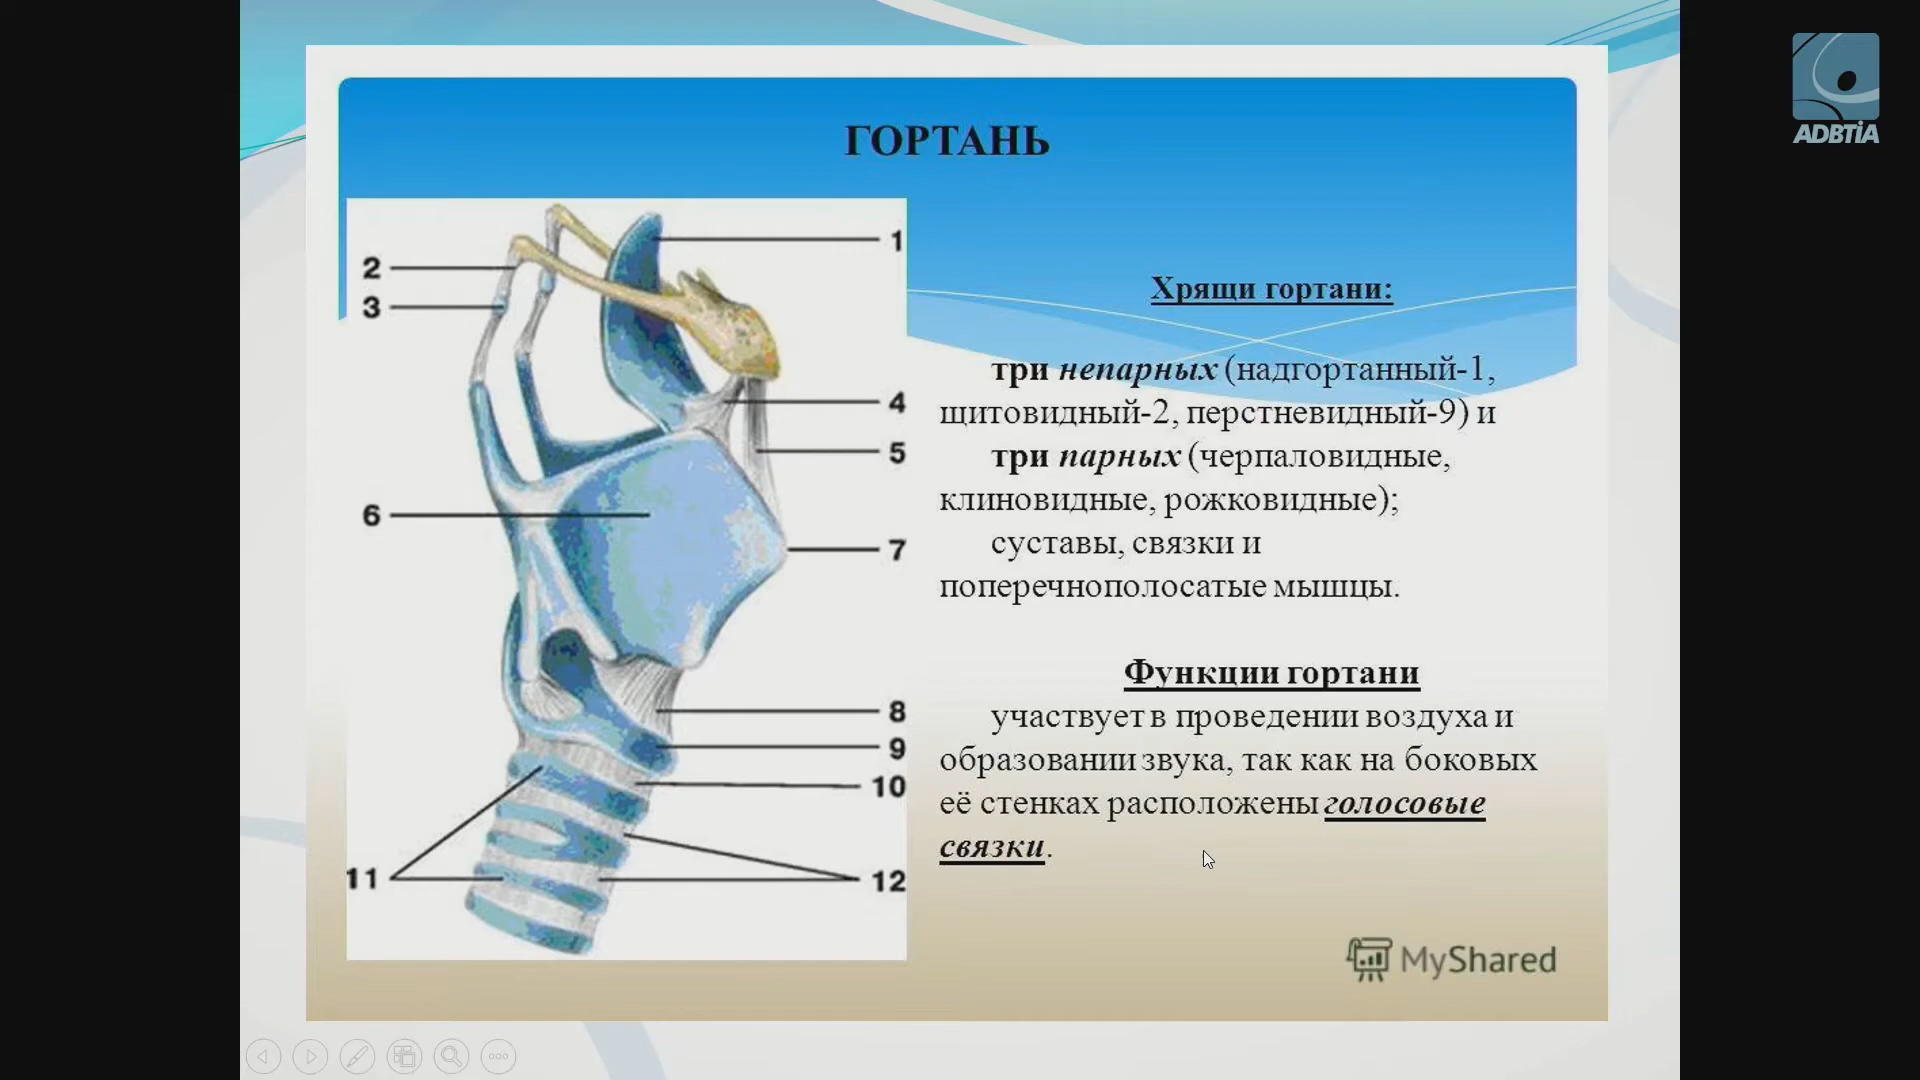 ADBTİA
ГОРТАНЬ
1
2
3
4
5
6
7
8
9
10
11
12
Хрящи гортани:
три непарных (надгортанный-1,
щитовидный-2, перстневидный-9) и
три парных (черпаловидные,
клиновидные, рожковидные);
суставы, связки и
поперечнополосатые мышцы.
Функции гортани
участвует в проведении воздуха и
образовании звука, так как на боковых
её стенках расположены голосовые
связки.
MyShared